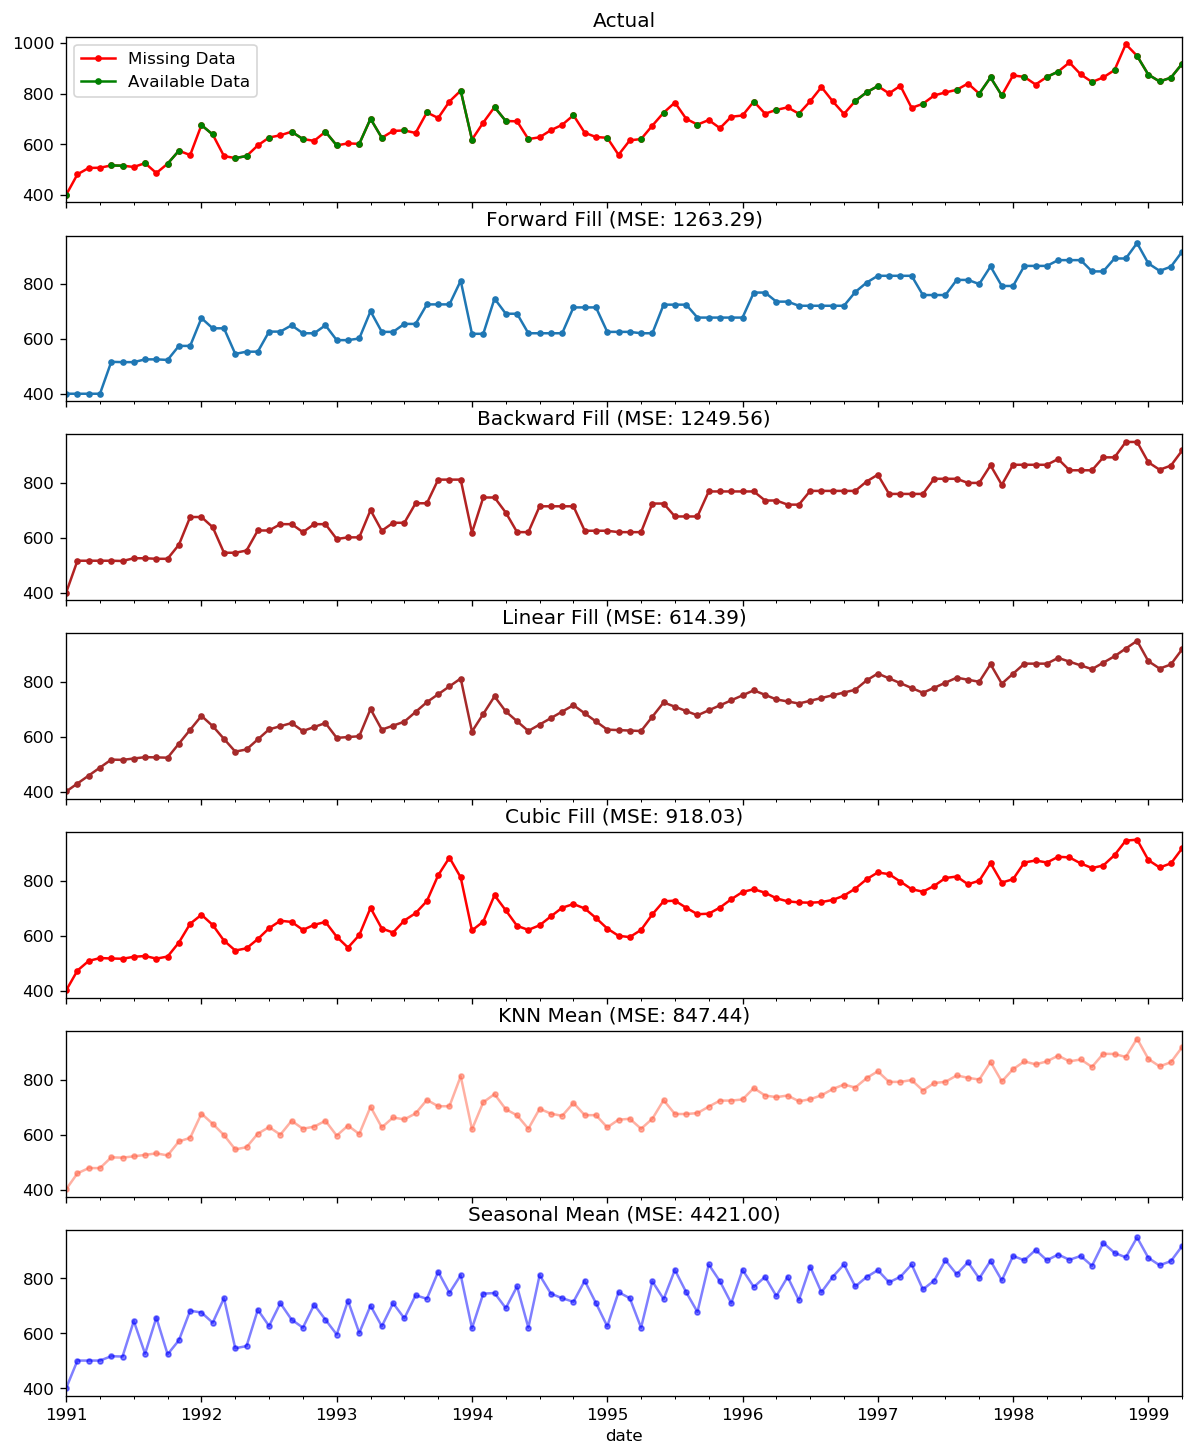 Actual
1000
800
600
400
Missing Data
Available Data
Forward Fill (MSE: 1263.29)
800
600
400
Backward Fill (MSE: 1249.56)
800
600
400
Linear Fill (MSE: 614.39)
800
600
400
Cubic Fill (MSE: 918.03)
800
600
400
KNN Mean (MSE: 847.44)
800
600
400
Seasonal Mean (MSE: 4421.00)
800
600
400
1991 1992 1993 1994 1995 1996 1997 1998 1999
date